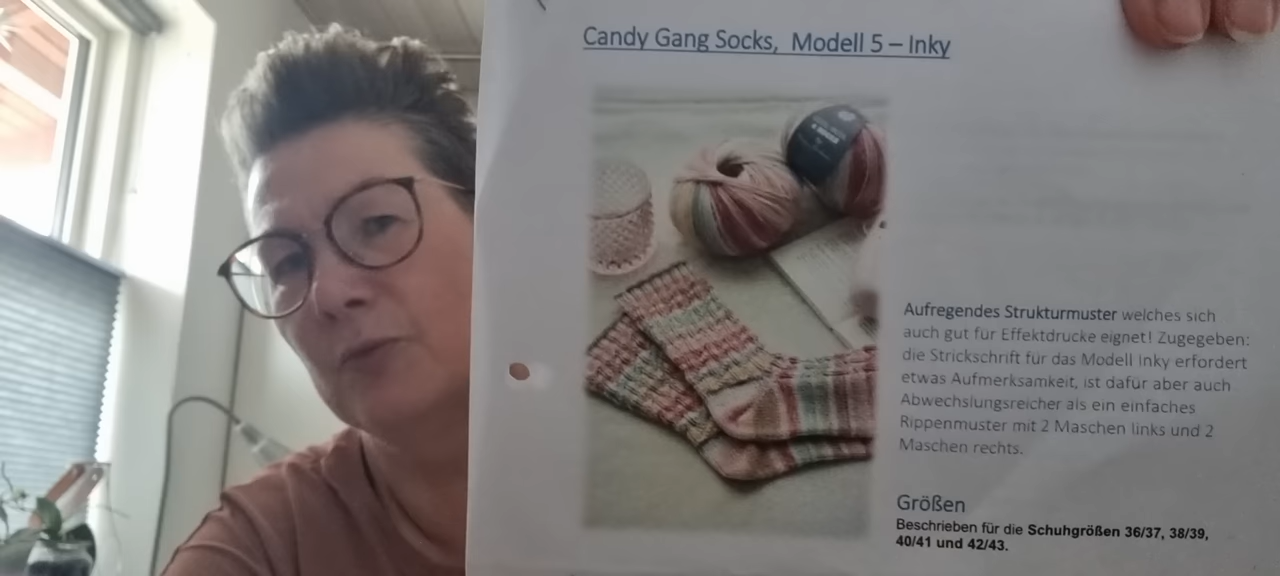 Candy Gang Socks, Modell 5 – Inky
Aufregendes Strukturmuster welches sich
auch gut für Effektdrucke eignet! Zugegeben:
die Strickschrift für das Modell Inky erfordert
etwas Aufmerksamkeit, ist dafür aber auch
Abwechslungsreicher als ein einfaches
Rippenmuster mit 2 Maschen links und 2
Maschen rechts.
Größen
Beschrieben für die Schuhgrößen 36/37, 38/39,
40/41 und 42/43.